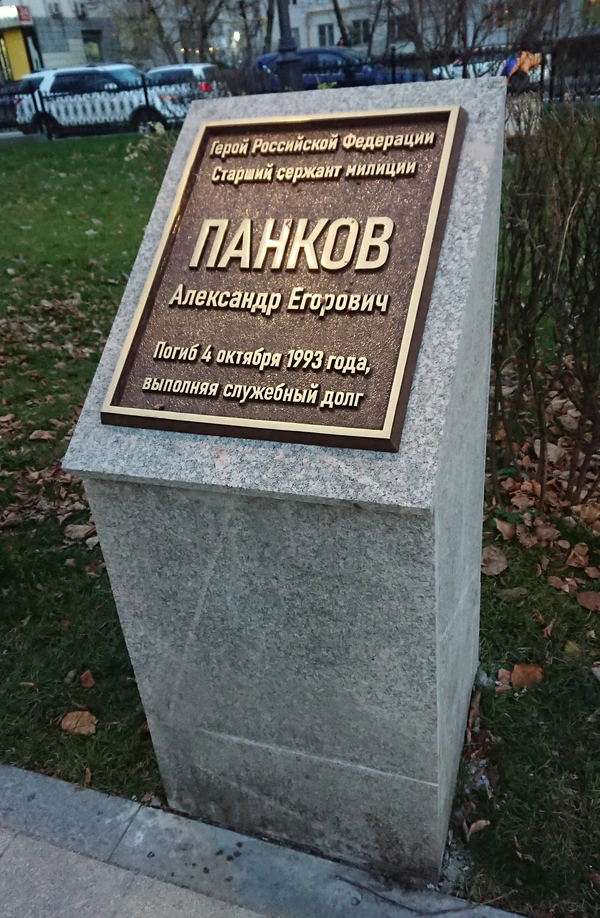 Герой Российской Федерации
Старший сержант милиции
ПАНКОВ
Александр Егорович
Погиб 4 октября 1993 года,
выполняя служебный долг